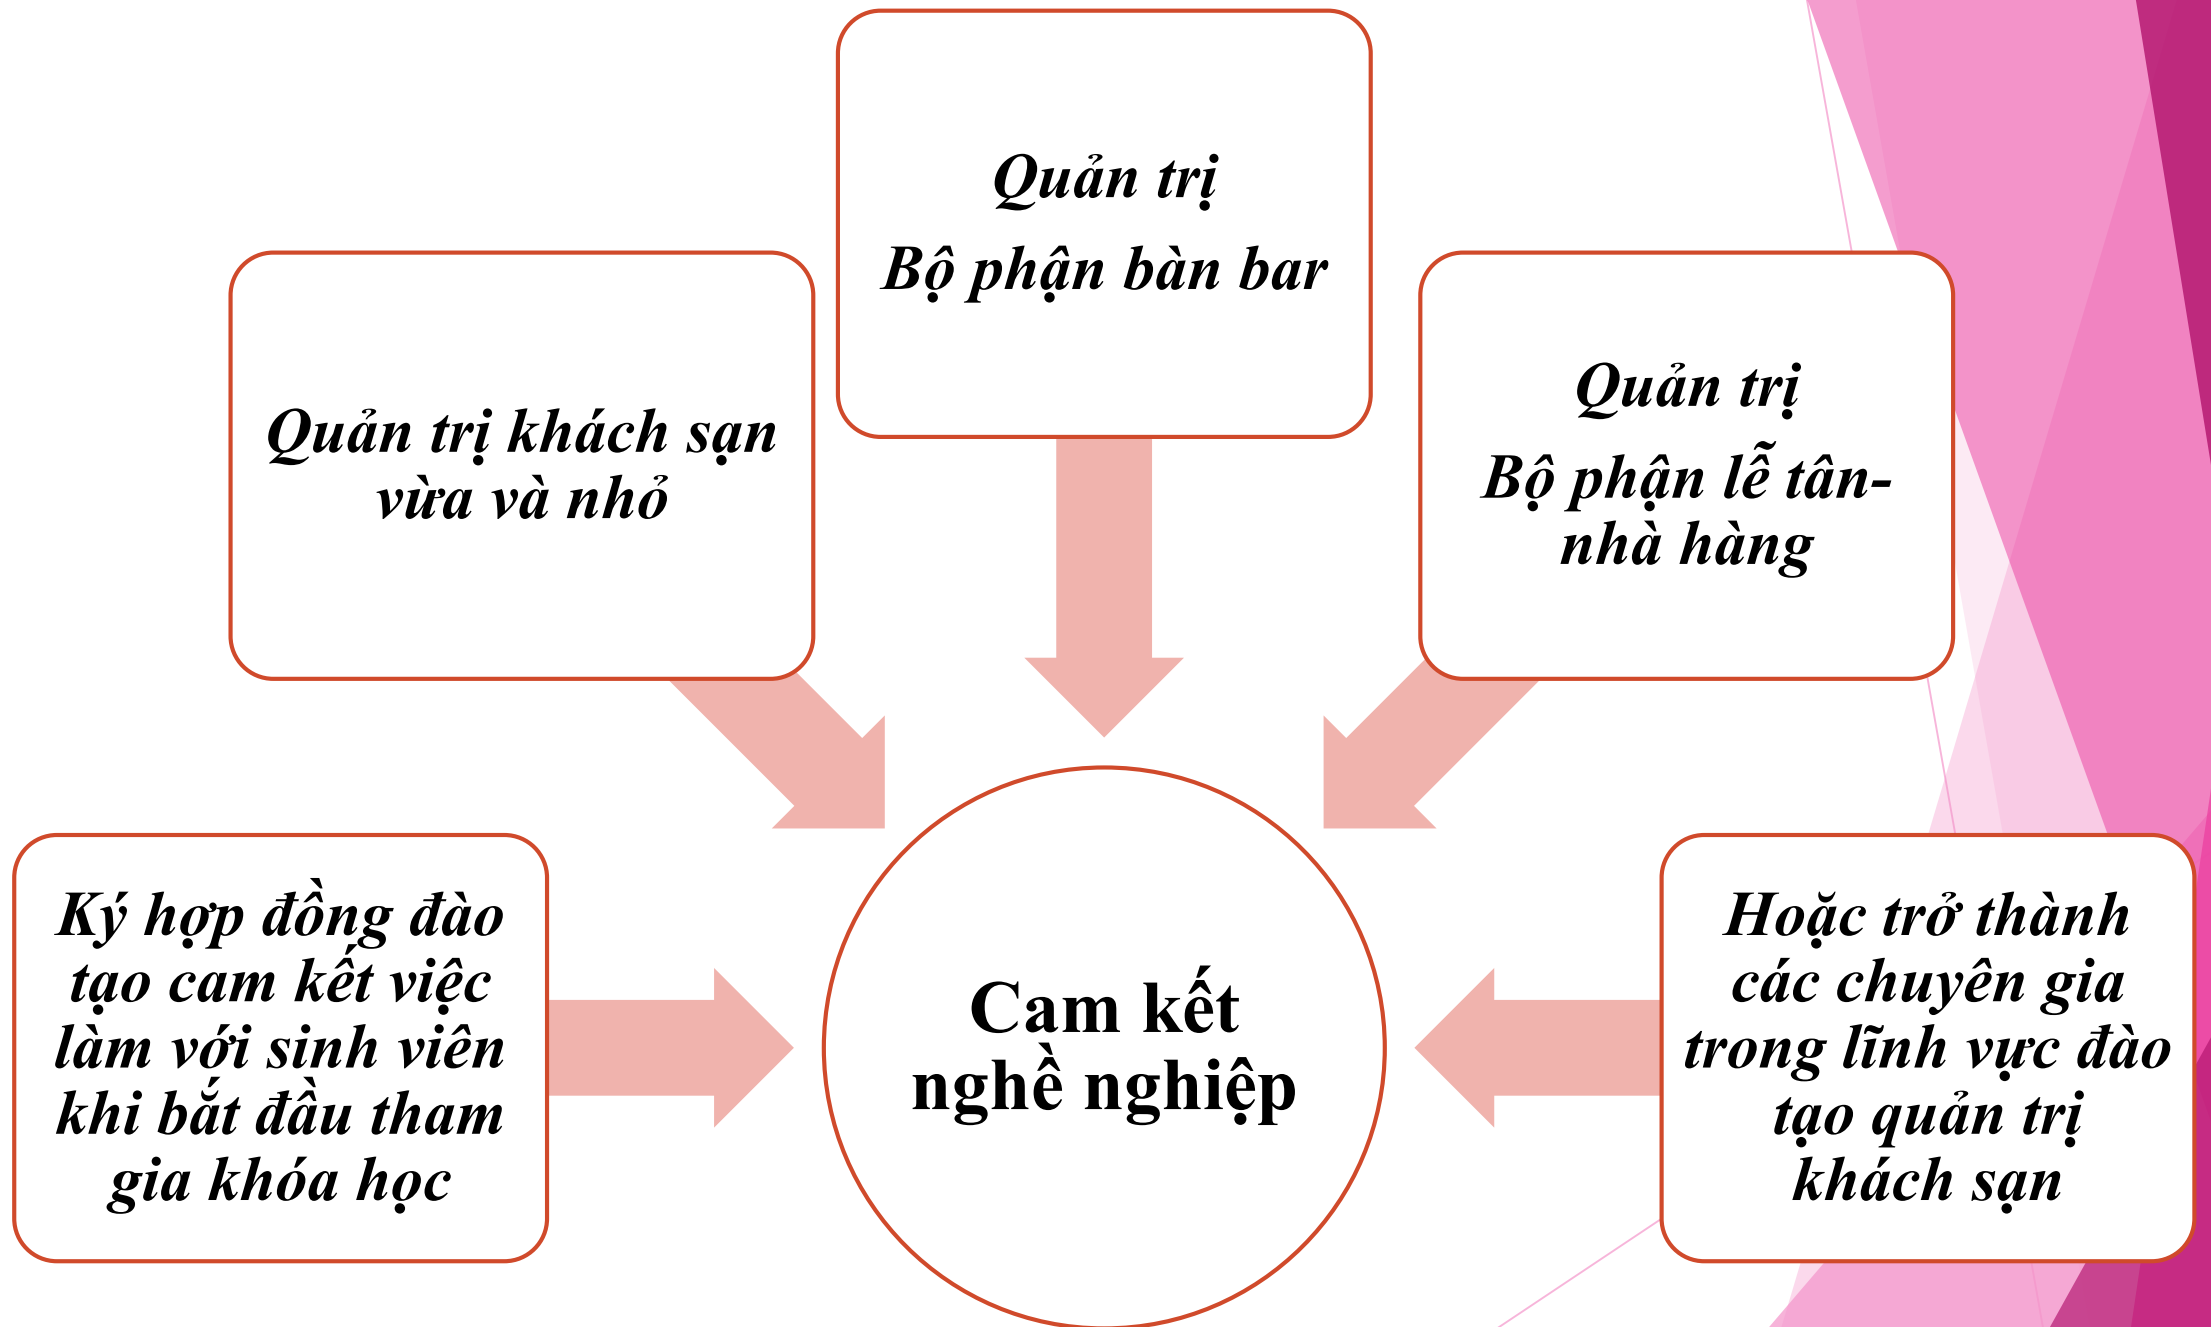 Quản trị
Bộ phận bàn bar
Quản trị khách sạn
vừa và nhỏ
Quản trị
Bộ phận lễ tân-
nhà hàng
Ký hợp đồng đào
tạo cam kết việc
làm với sinh viên
khi bắt đầu tham
gia khóa học
Cam kết
nghề nghiệp
Hoặc trở thành
các chuyên gia
trong lĩnh vực đào
tạo quản trị
khách sạn